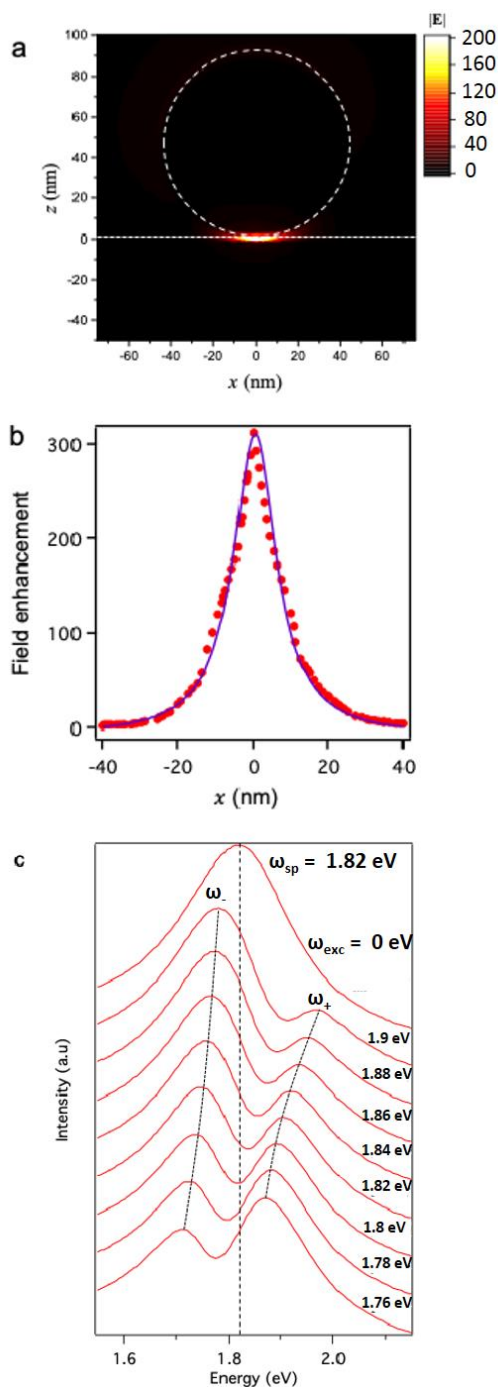 a
|E|
200
160
120
80
40
0
100
80
60
40
20
0
-20
-40
z (nm)
-60 -40 -20 0 20 40 60
x (nm)
b
300
200
100
0
Field enhancement
-40 -20 0 20 40
x (nm)
c
ωsp = 1.82 eV
ω-
ωexc = 0 eV
ω+
1.9 eV
1.88 eV
1.86 eV
1.84 eV
1.82 eV
1.8 eV
1.78 eV
1.76 eV
Intensity (a.u)
1.6 1.8 2.0
Energy (eV)